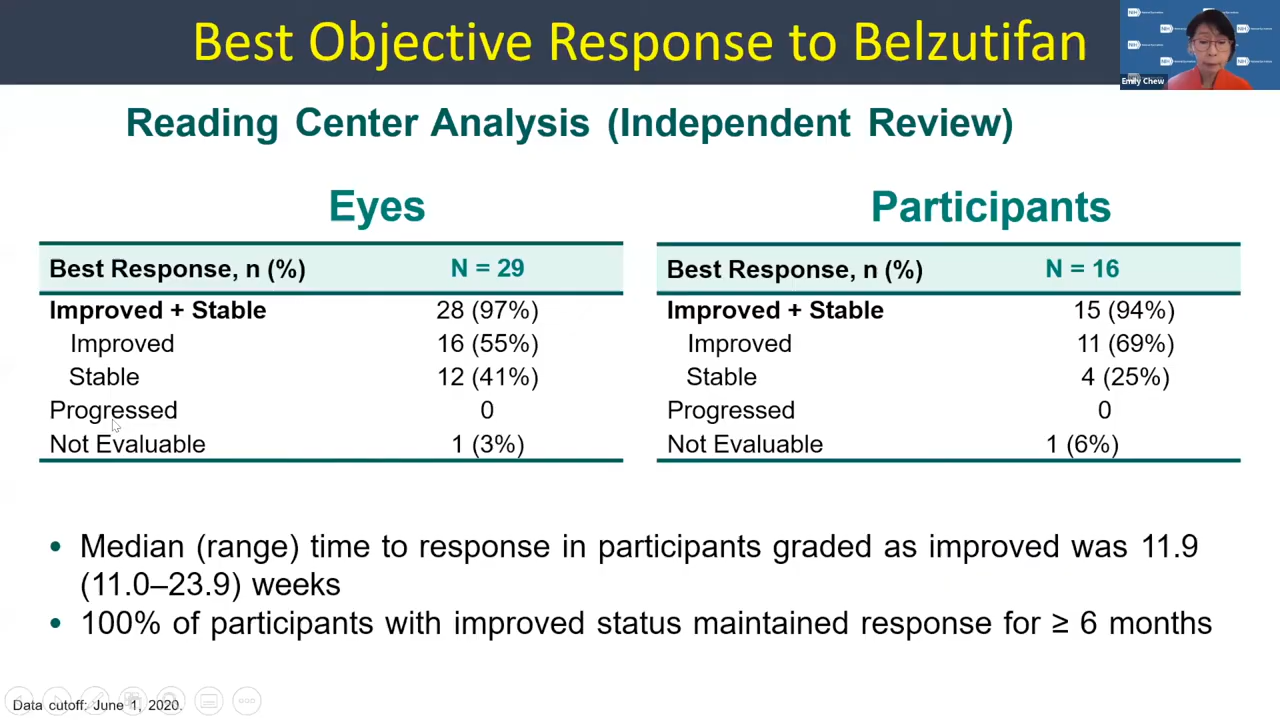 Best Objective Response to Belzutifan
Emily Chew
Reading Center Analysis (Independent Review)
Eyes
Best Response, n (%) N = 29
Improved + Stable 28 (97%)
Improved 16 (55%)
Stable 12 (41%)
Progressed 0
Not Evaluable 1 (3%)
Participants
Best Response, n (%) N = 16
Improved + Stable 15 (94%)
Improved 11 (69%)
Stable 4 (25%)
Progressed 0
Not Evaluable 1 (6%)
• Median (range) time to response in participants graded as improved was 11.9
(11.0–23.9) weeks
• 100% of participants with improved status maintained response for ≥ 6 months
Data cutoff: June 1, 2020.